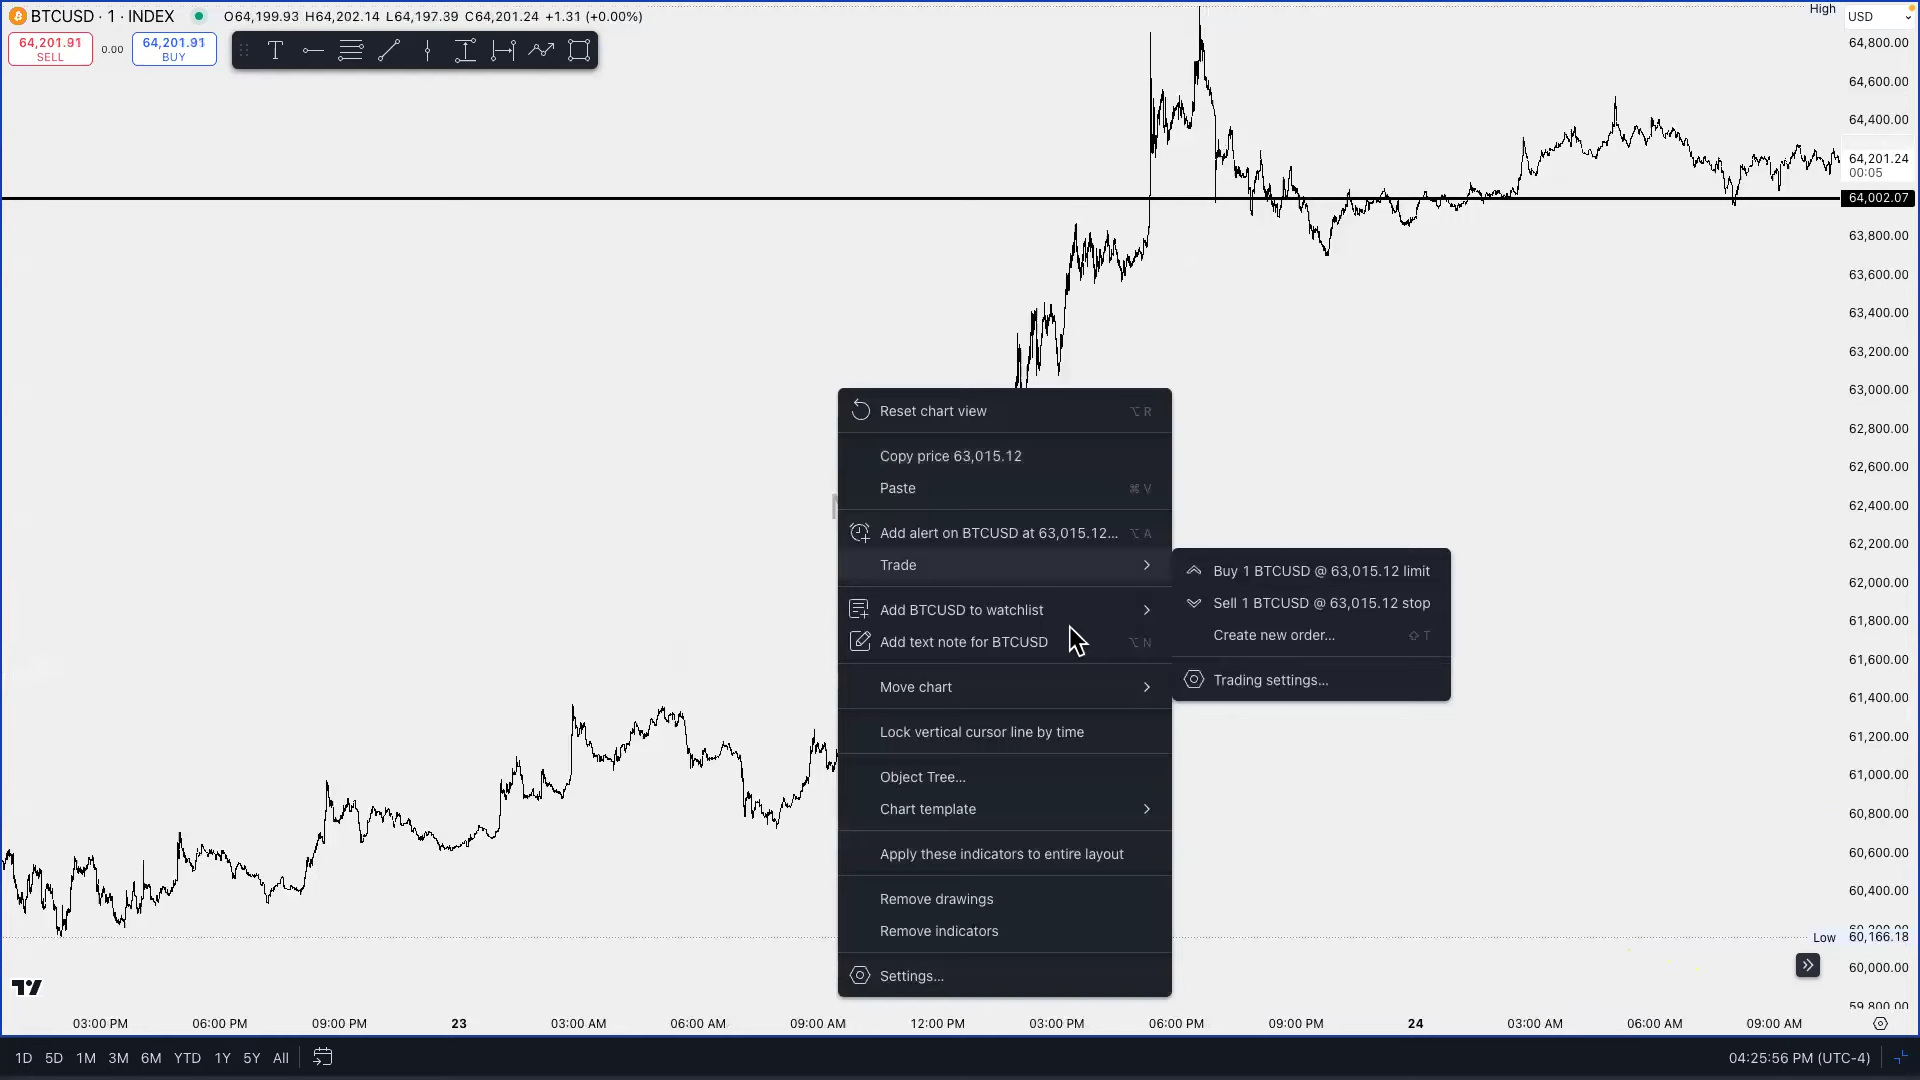 BTCUSD · 1 · INDEX O64,199.93 H64,202.14 L64,197.39 C64,201.24 +1.31 (+0.00%)
High
USD
64,201.91
SELL
0.00
64,201.91
BUY
64,800.00
64,600.00
64,400.00
64,201.24
00:05
64,002.07
63,800.00
63,600.00
63,400.00
63,200.00
63,000.00
62,800.00
62,600.00
62,400.00
62,200.00
62,000.00
61,800.00
61,600.00
61,400.00
61,200.00
61,000.00
60,800.00
60,600.00
60,400.00
Low 60,166.18
60,000.00
59,800.00
Reset chart view ⌥ R
Copy price 63,015.12
Paste ⌘ V
Add alert on BTCUSD at 63,015.12... ⌥ A
Trade
Add BTCUSD to watchlist
Add text note for BTCUSD ⌥ N
Move chart
Lock vertical cursor line by time
Object Tree...
Chart template
Apply these indicators to entire layout
Remove drawings
Remove indicators
Settings...
Buy 1 BTCUSD @ 63,015.12 limit
Sell 1 BTCUSD @ 63,015.12 stop
Create new order... ⇧ T
Trading settings...
03:00 PM 06:00 PM 09:00 PM 23 03:00 AM 06:00 AM 09:00 AM 12:00 PM 03:00 PM 06:00 PM 09:00 PM 24 03:00 AM 06:00 AM 09:00 AM
1D 5D 1M 3M 6M YTD 1Y 5Y All
04:25:56 PM (UTC-4)